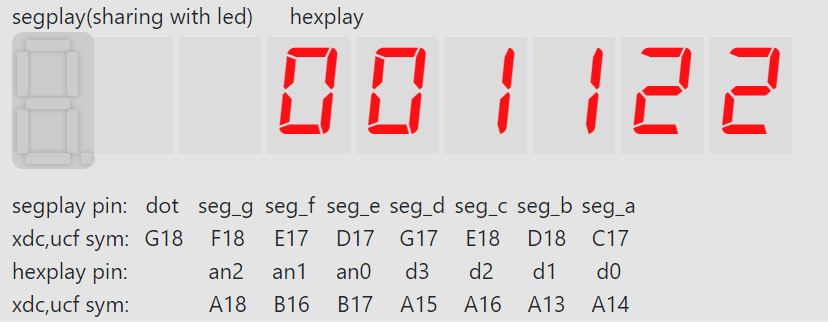 segplay(sharing with led) hexplay
001122
segplay pin: dot seg_g seg_f seg_e seg_d seg_c seg_b seg_a
xdc,ucf sym: G18 F18 E17 D17 G17 E18 D18 C17
hexplay pin: an2 an1 an0 d3 d2 d1 d0
xdc,ucf sym: A18 B16 B17 A15 A16 A13 A14